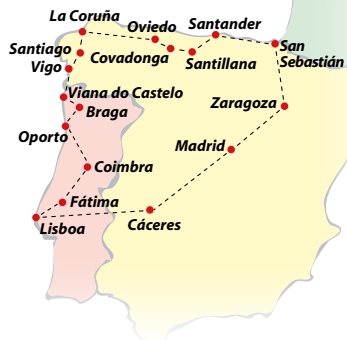 La Coruña
Oviedo
Santander
Santiago
Covadonga
San
Sebastián
Vigo
Santillana
Viana do Castelo
Braga
Zaragoza
Oporto
Madrid
Coimbra
Fátima
Cáceres
Lisboa